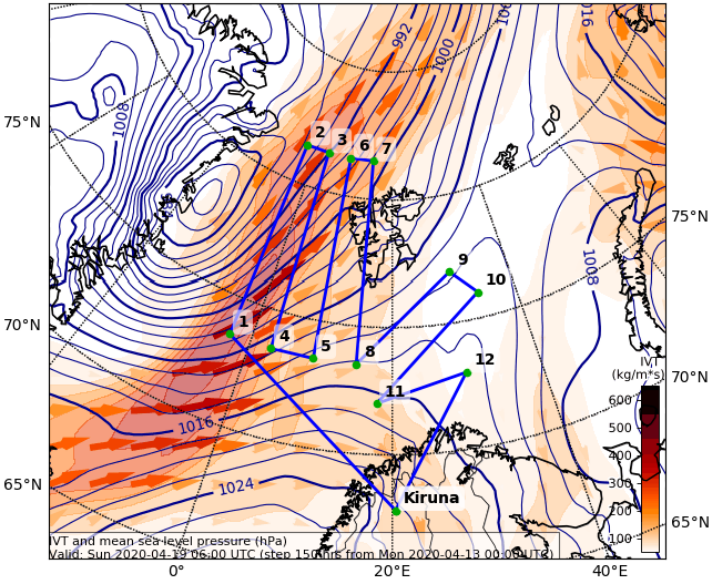 992
1000
100
1016
1008
75°N
2
3
6
7
75°N
9
1008
10
1
4
5
8
12
70°N
IVT
(kg/m*s)
70°N
11
600
1016
500
400
65°N
1024
Kiruna
300
200
65°N
100
IVT and mean sea level pressure (hPa)
Valid: Sun 2020-04-19 06:00 UTC (step 150 hrs from Mon 2020-04-13 00:00 UTC)
0°
20°E
40°E